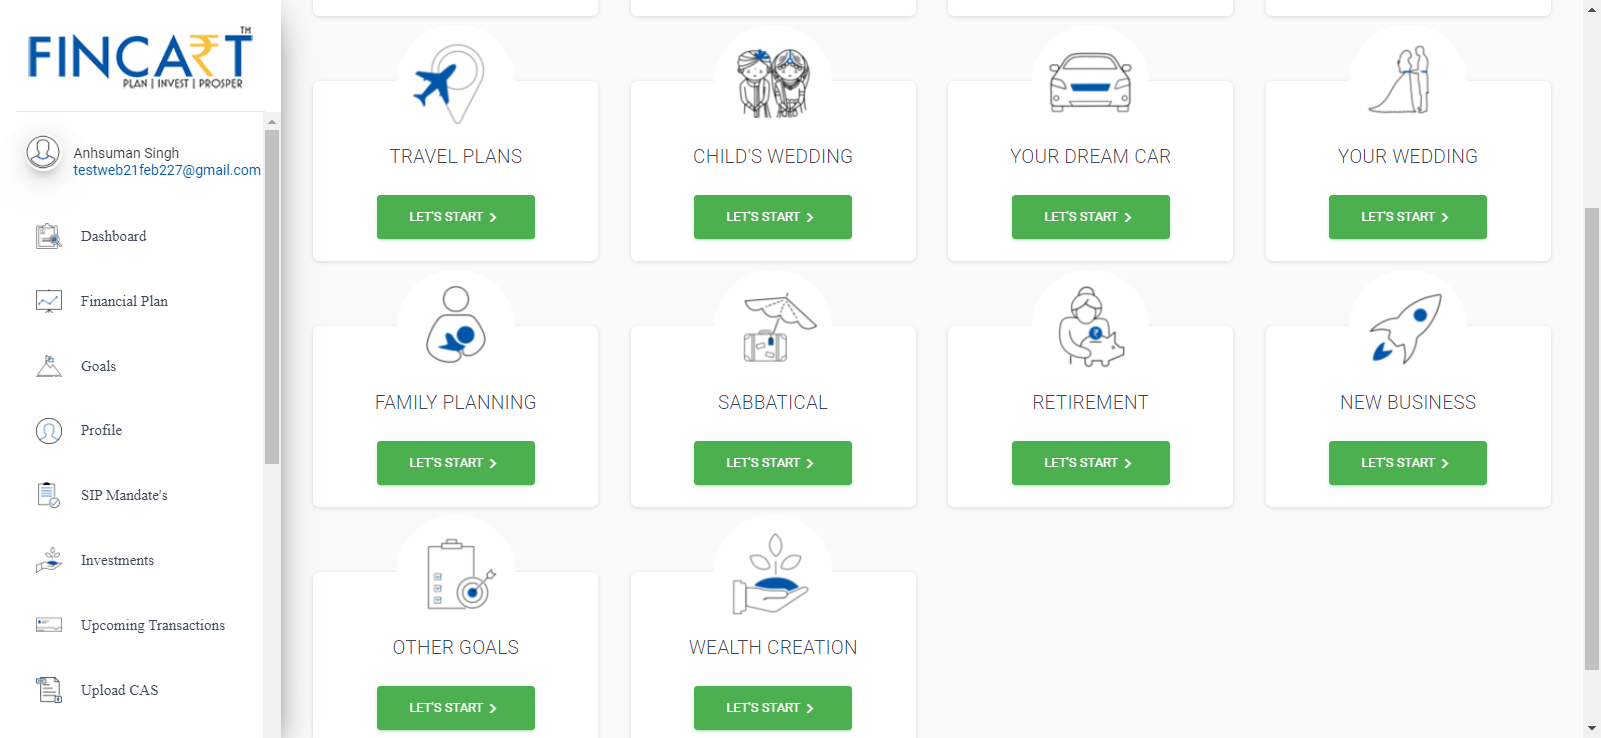 FINCART TM
PLAN | INVEST | PROSPER
Anhsuman Singh
testweb21feb227@gmail.com
Dashboard
Financial Plan
Goals
Profile
SIP Mandate's
Investments
Upcoming Transactions
Upload CAS
TRAVEL PLANS
LET'S START
CHILD'S WEDDING
LET'S START
YOUR DREAM CAR
LET'S START
YOUR WEDDING
LET'S START
FAMILY PLANNING
LET'S START
SABBATICAL
LET'S START
RETIREMENT
LET'S START
NEW BUSINESS
LET'S START
OTHER GOALS
LET'S START
WEALTH CREATION
LET'S START